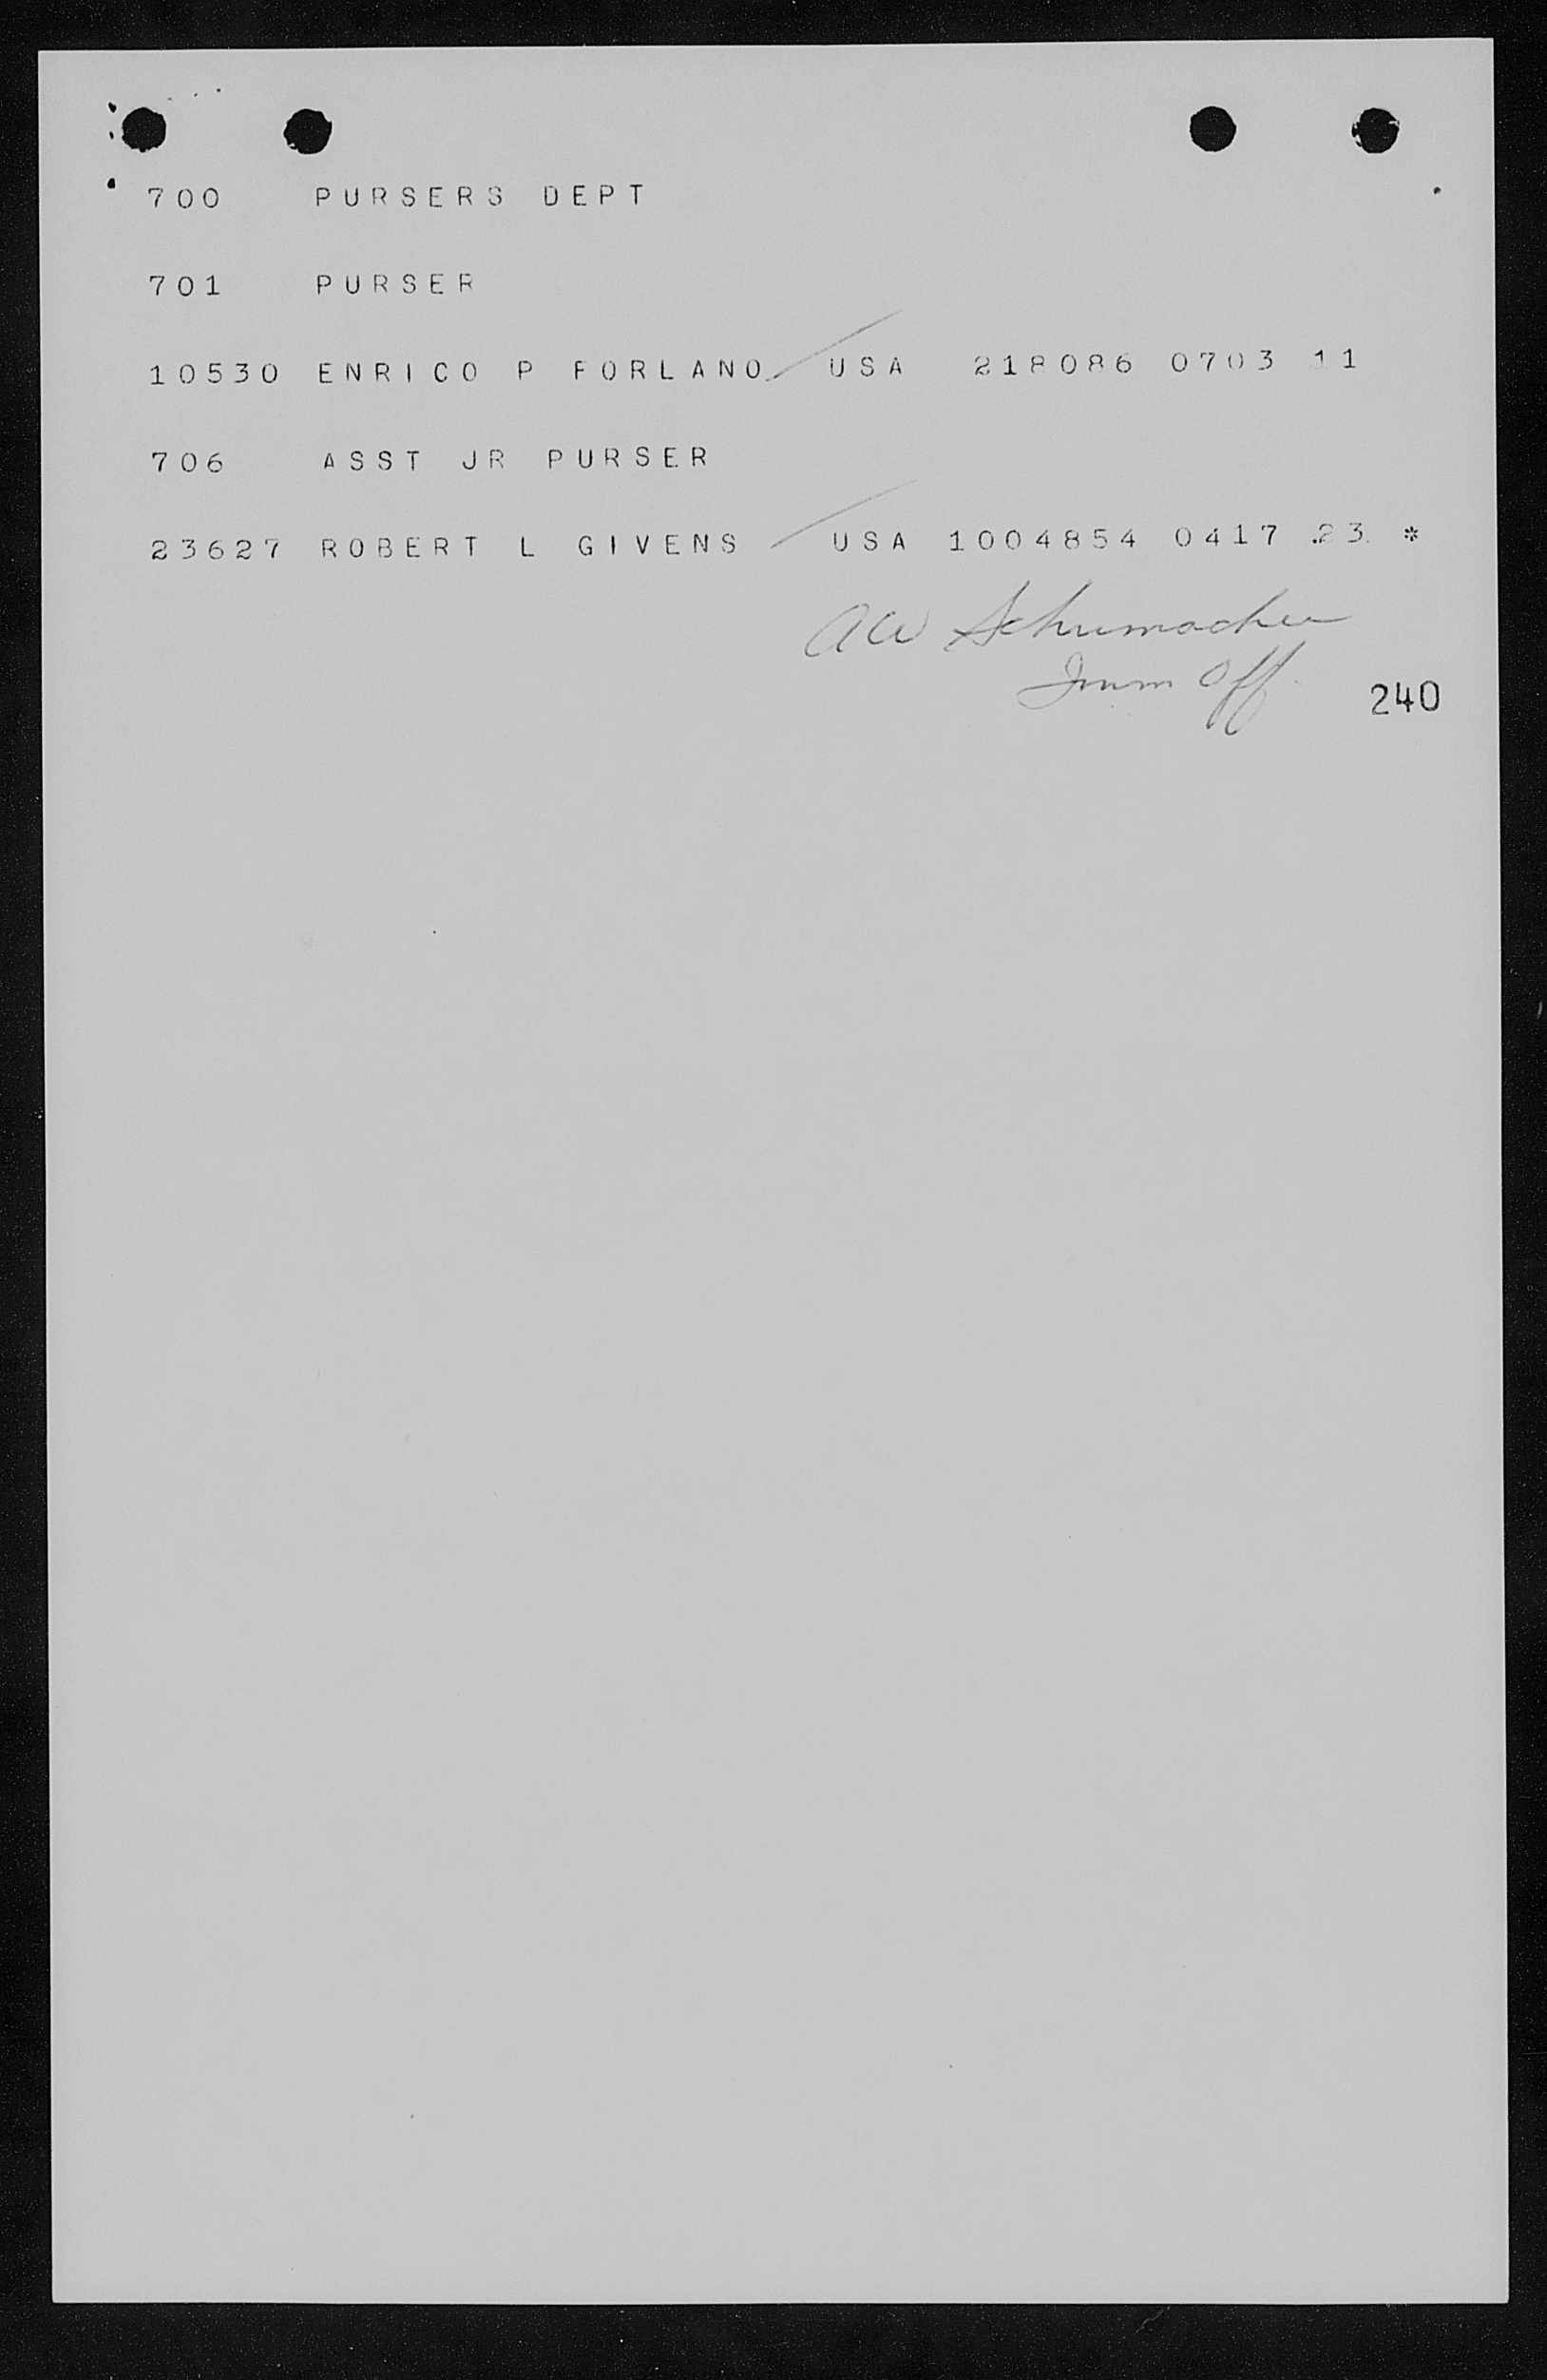 700 PURSERS DEPT
701 PURSER
10530 ENRICO P FORLANO USA 218086 0703 11
706 ASST JR PURSER
23627 ROBERT L GIVENS USA 1004854 0417 23 *
AW Schumacher
Imm Off.
240